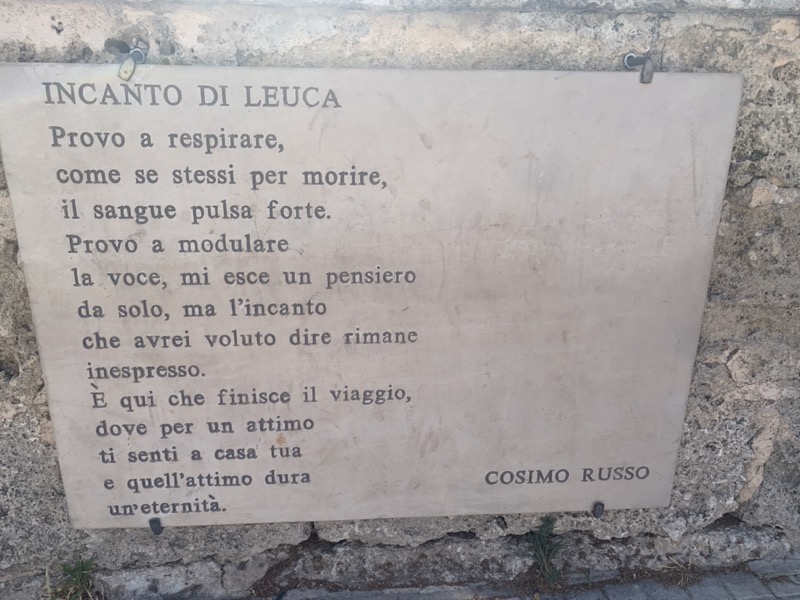 INCANTO DI LEUCA
Provo a respirare,
come se stessi per morire,
il sangue pulsa forte.
Provo a modulare
la voce, mi esce un pensiero
da solo, ma l'incanto
che avrei voluto dire rimane
inespresso.
È qui che finisce il viaggio,
dove per un attimo
ti senti a casa tua
e quell'attimo dura
un'eternità.
COSIMO RUSSO